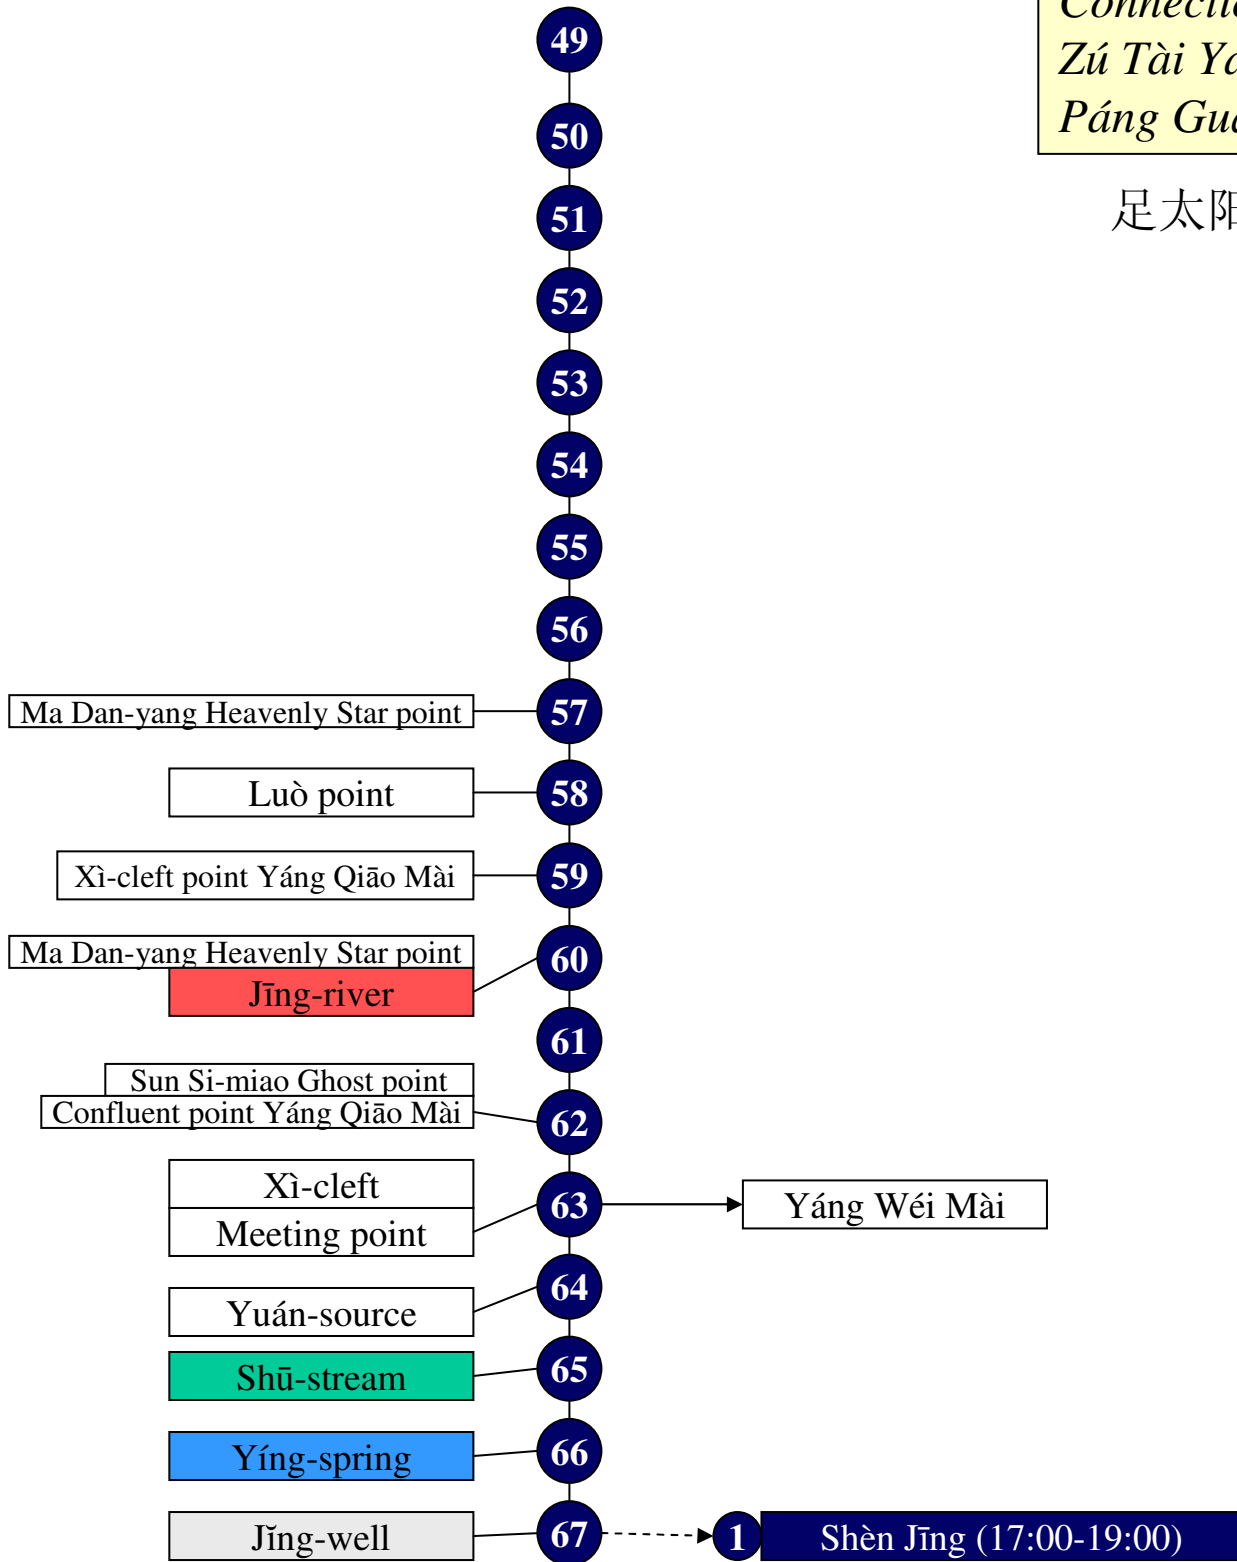 Zú Tài
Páng
足太
49
50
51
52
53
54
55
56
Ma Dan-yang Heavenly Star point
57
Luò point
58
Xì-cleft point Yáng Qiāo Mài
59
Ma Dan-yang Heavenly Star point
60
Jīng-river
61
Sun Si-miao Ghost point
Confluent point Yáng Qiāo Mài
62
Xì-cleft
63
Yáng Wéi Mài
Meeting point
64
Yuán-source
65
Shū-stream
66
Yíng-spring
67
Jǐng-well
1
Shèn Jīng (17:00-19:00)